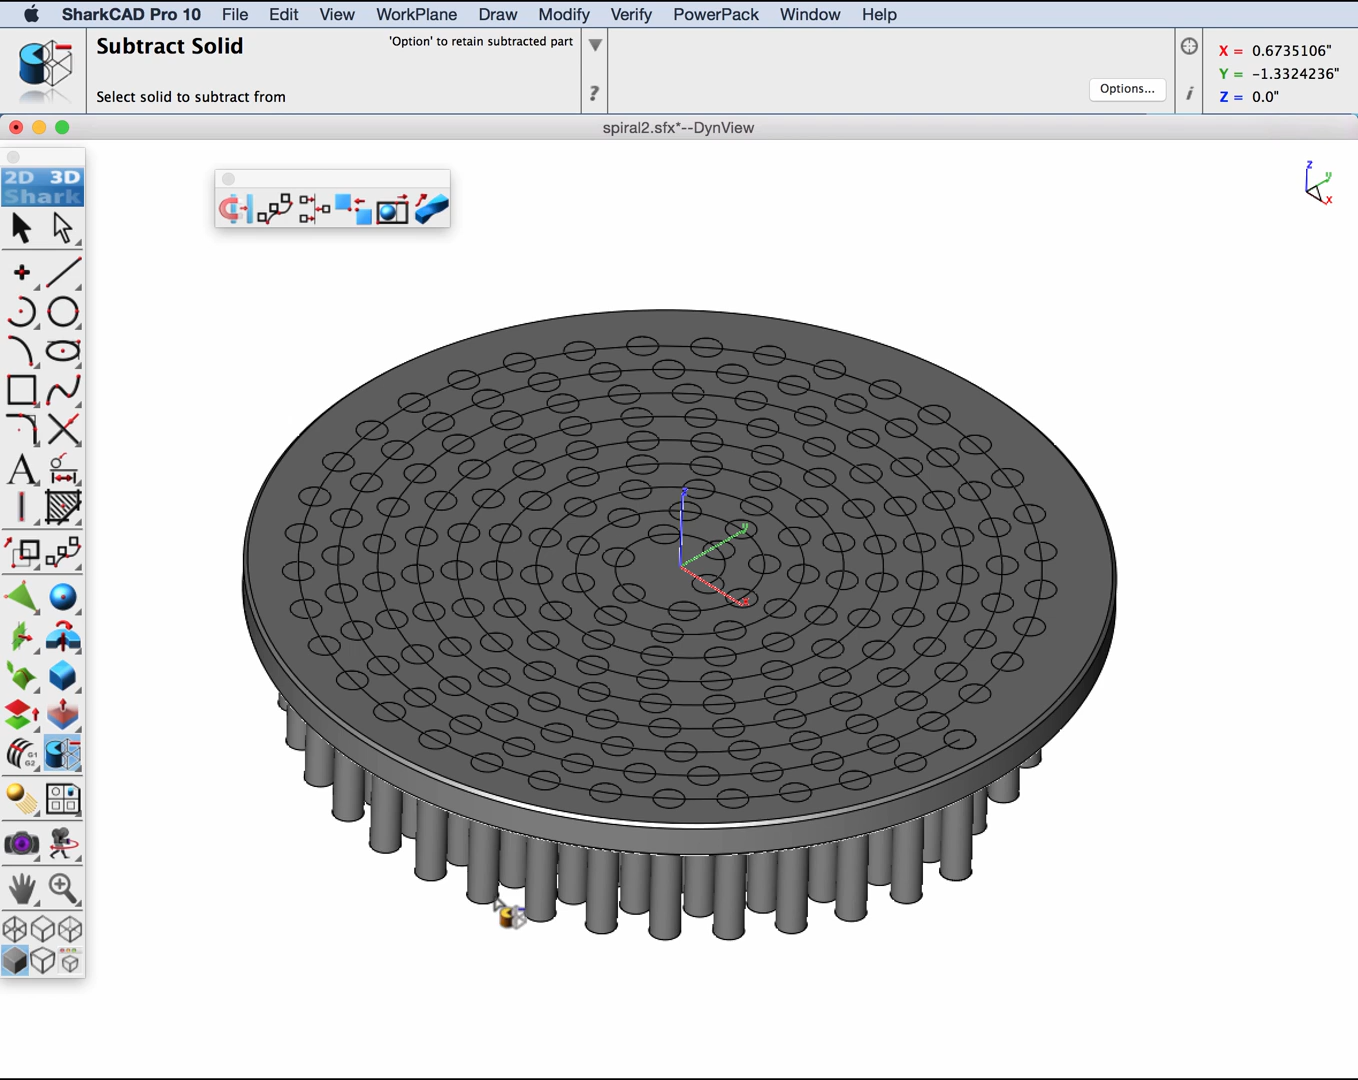 SharkCAD Pro 10 File Edit View WorkPlane Draw Modify Verify PowerPack Window Help
Subtract Solid
'Option' to retain subtracted part
?
Select solid to subtract from
Options...
i
X = 0.6735106"
Y = -1.3324236"
Z = 0.0"
spiral2.sfx*--DynView
2D 3D
Shark
A
G1
G2
z
y
x
z
y
x